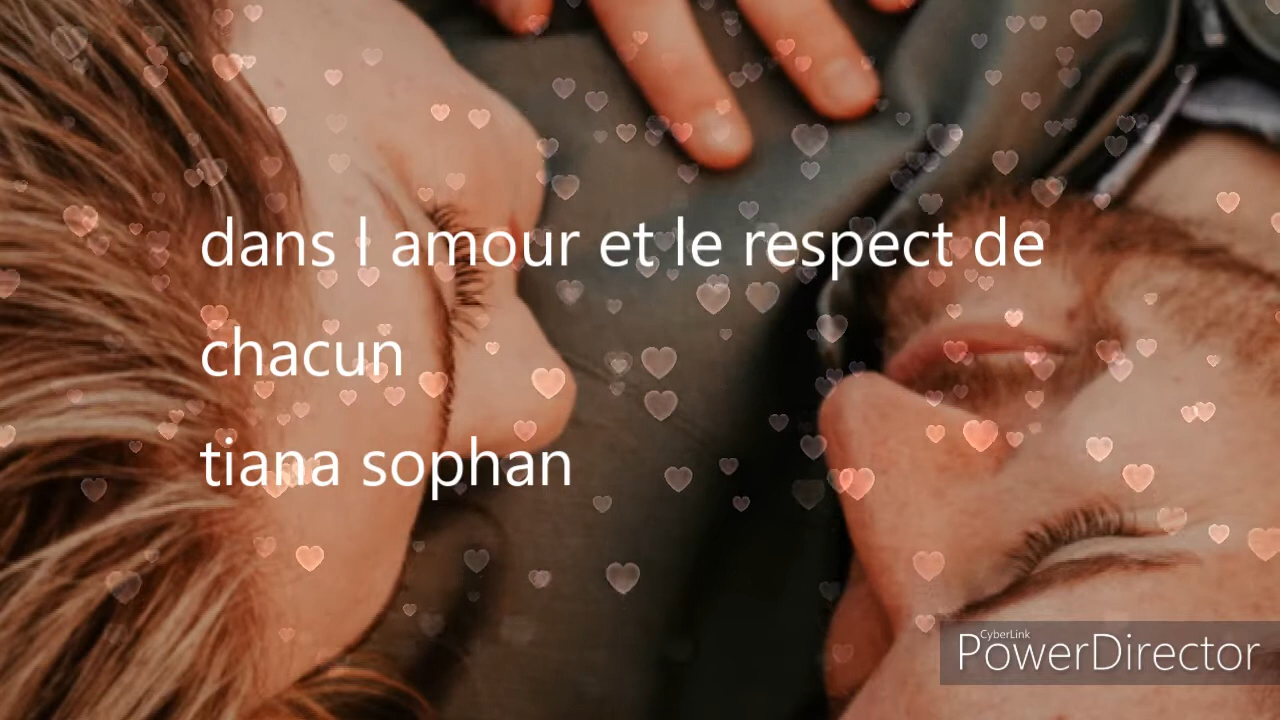 dans l amour et le respect de
chacun
tiana sophan
CyberLink
PowerDirector